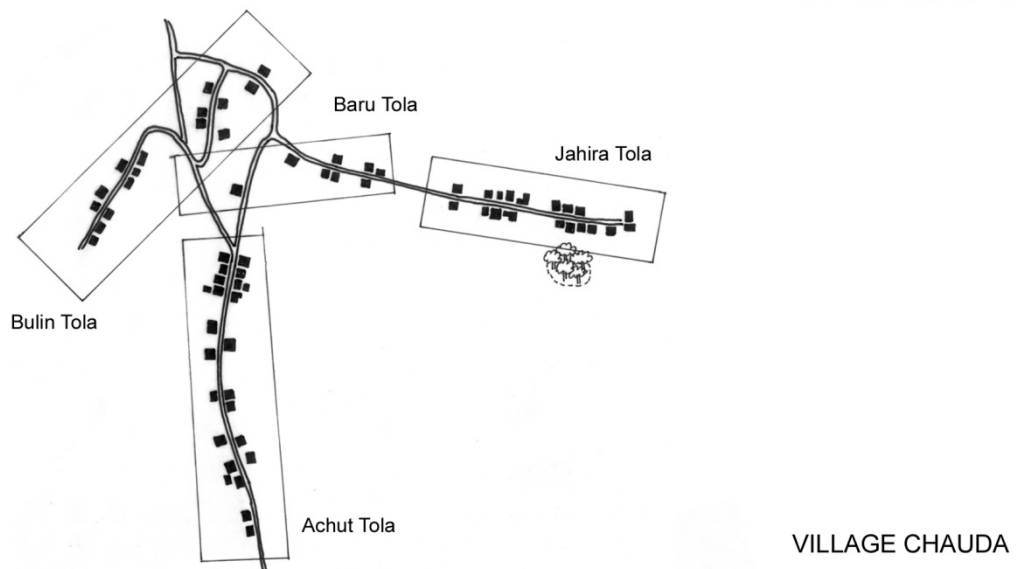 Baru Tola
Jahira Tola
Bulin Tola
Achut Tola
VILLAGE CHAUDA